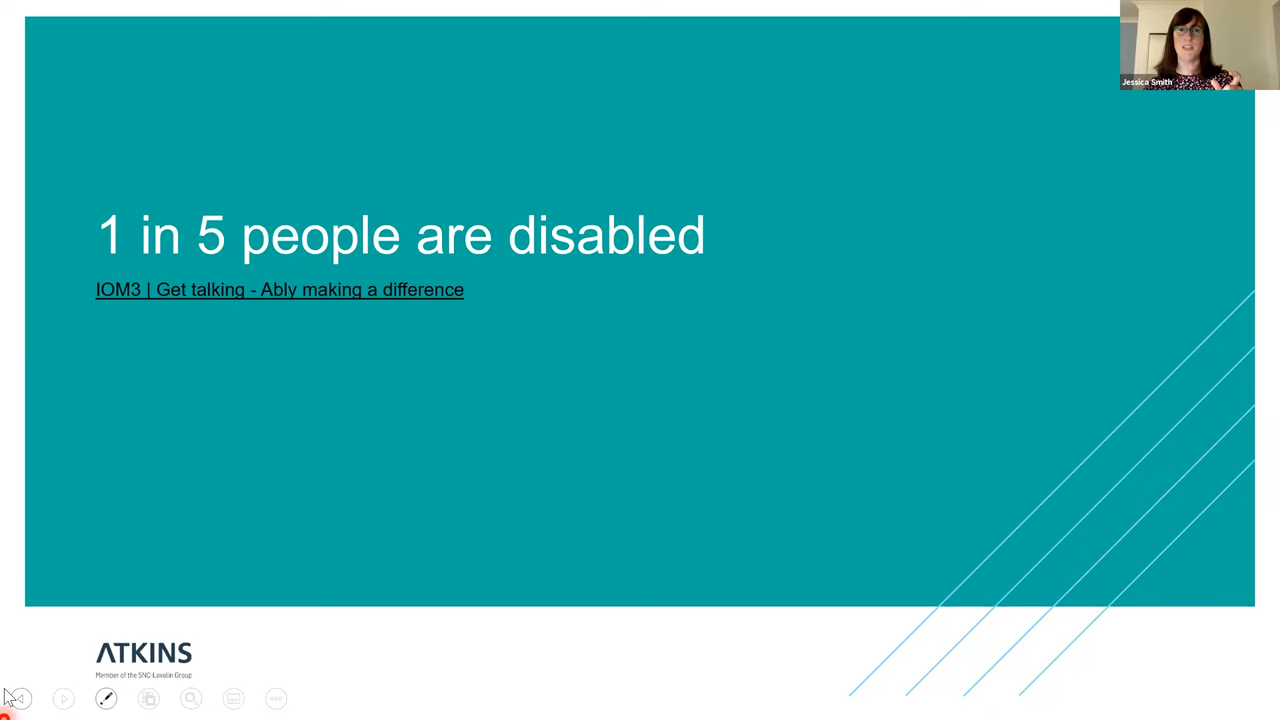 Jessica Smith
1 in 5 people are disabled
IOM3 | Get talking - Ably making a difference
ATKINS
Member of the SNC-Lavalin Group